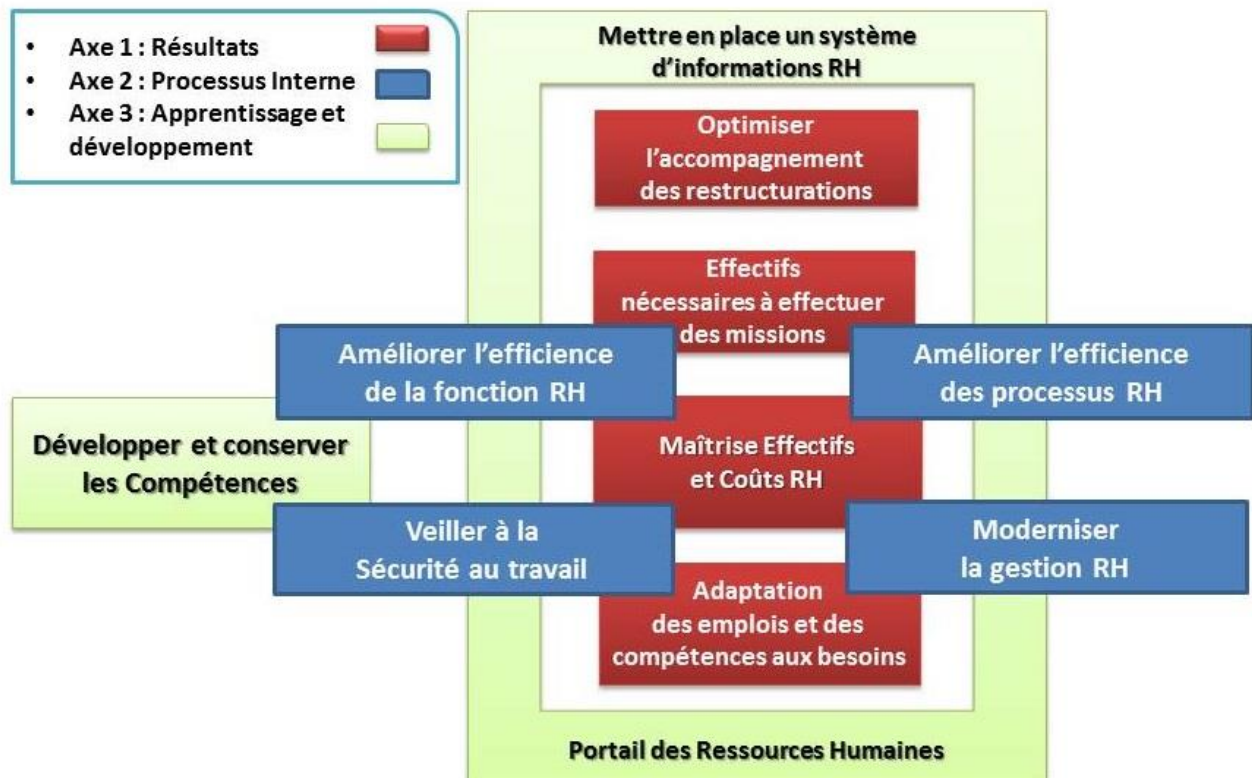 • Axe 1 : Résultats
• Axe 2 : Processus Interne
• Axe 3 : Apprentissage et
développement
Mettre en place un système
d’informations RH
Optimiser
l’accompagnement
des restructurations
Effectifs
nécessaires à effectuer
des missions
Améliorer l’efficience
de la fonction RH
Améliorer l’efficience
des processus RH
Développer et conserver
les Compétences
Maîtrise Effectifs
et Coûts RH
Veiller à la
Sécurité au travail
Moderniser
la gestion RH
Adaptation
des emplois et des
compétences aux besoins
Portail des Ressources Humaines